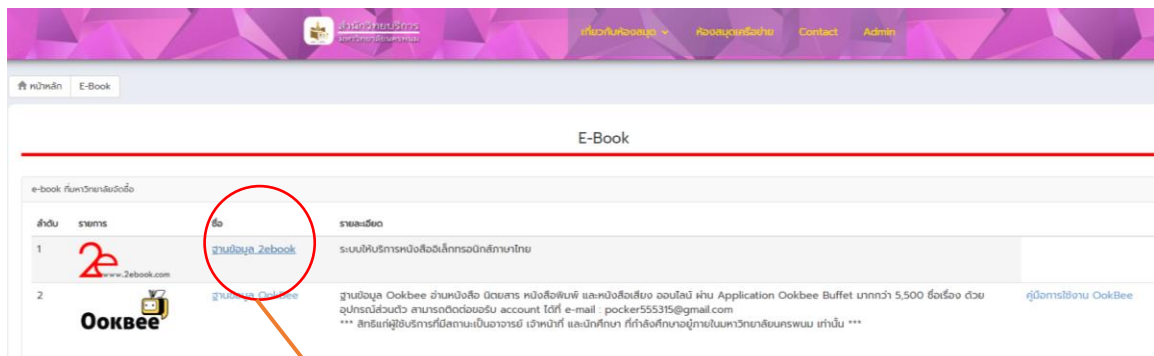 สำนักวิทยบริการ
มหาวิทยาลัยนครพนม
เกี่ยวกับห้องสมุด
ห้องสมุดเครือข่าย
Contact
Admin
หน้าหลัก
E-Book
E-Book
e-book ที่มหาวิทยาลัยจัดซื้อ
ลำดับ รายการ ชื่อ รายละเอียด
1 2e ฐานข้อมูล 2ebook ระบบให้บริการหนังสืออิเล็กทรอนิกส์ภาษาไทย
www.2ebook.com
2 OOKBEE ฐานข้อมูล OokBee ฐานข้อมูล Ookbee อ่านหนังสือ นิตยสาร หนังสือพิมพ์ และหนังสือเสียง ออนไลน์ ผ่าน Application Ookbee Buffet มากกว่า 5,500 ชื่อเรื่อง ด้วย คู่มือการใช้งาน OokBee
อุปกรณ์ส่วนตัว สามารถติดต่อขอรับ account ได้ที่ e-mail : pocker555315@gmail.com
*** สิทธิแก่ผู้ใช้บริการที่มีสถานะเป็นอาจารย์ เจ้าหน้าที่ และนักศึกษา ที่กำลังศึกษาอยู่ภายในมหาวิทยาลัยนครพนม เท่านั้น ***